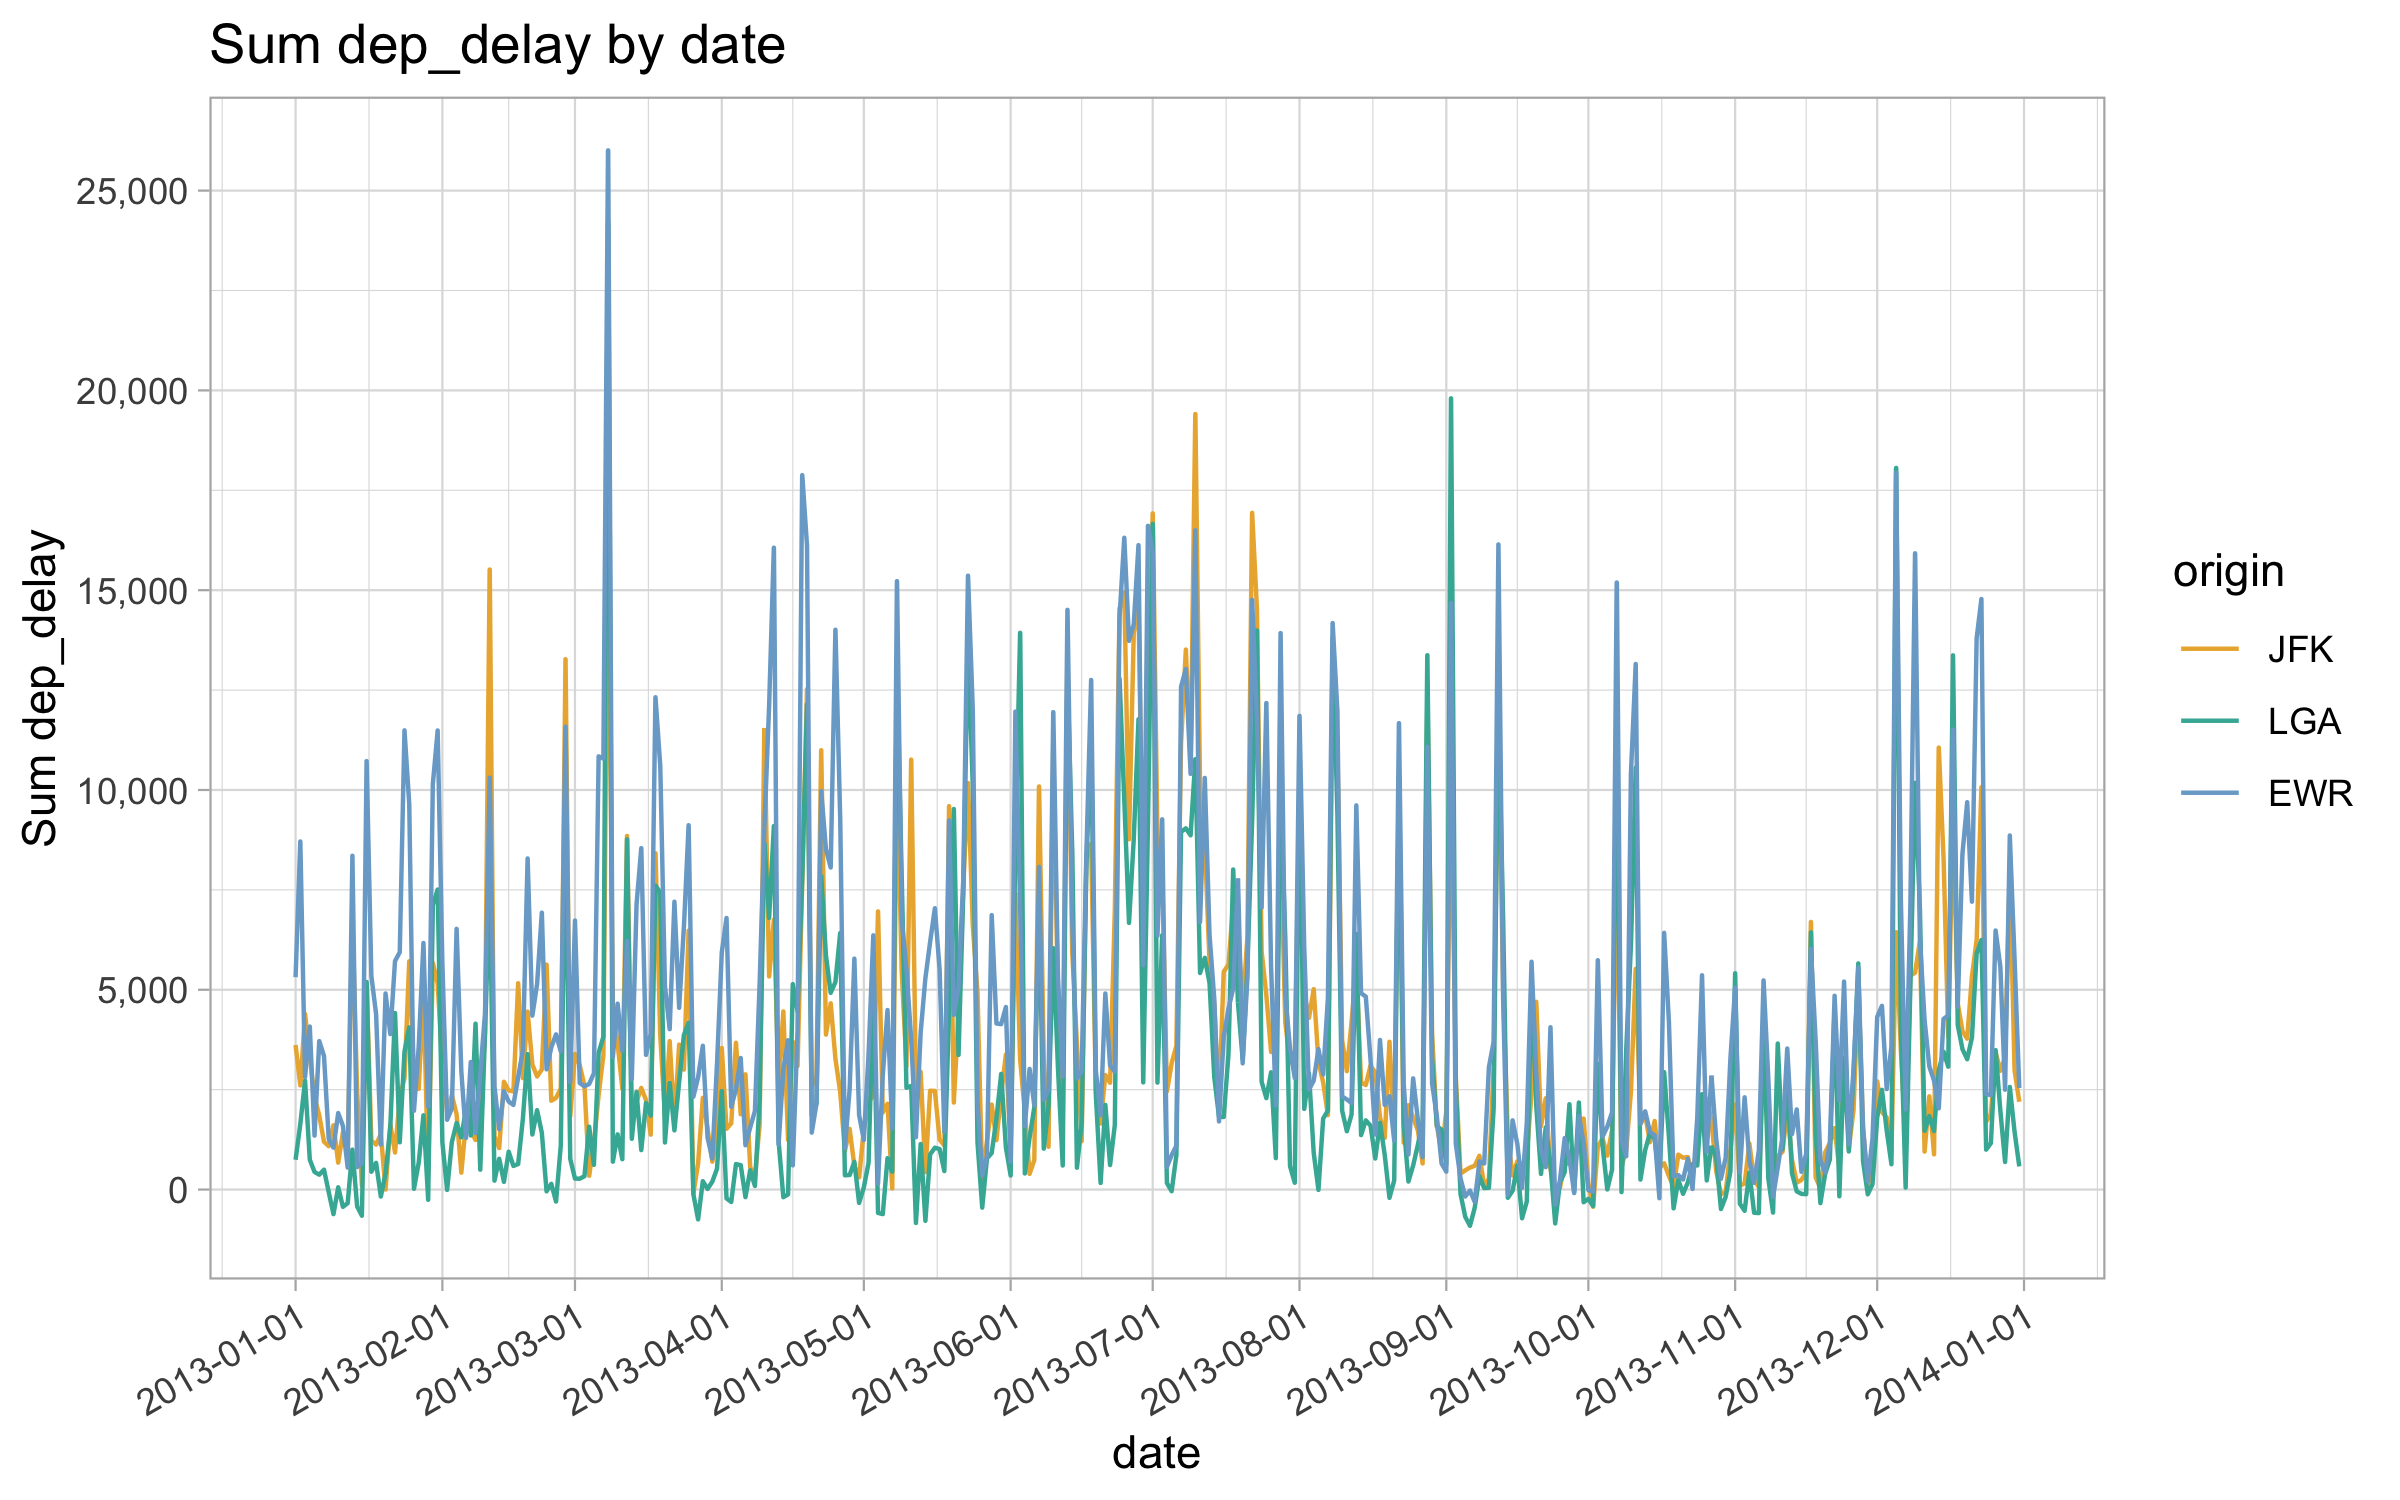 Sum dep_delay by date
Sum dep_delay
25,000
20,000
15,000
10,000
5,000
0
2013-01-01
2013-02-01
2013-03-01
2013-04-01
2013-05-01
2013-06-01
2013-07-01
2013-08-01
2013-09-01
2013-10-01
2013-11-01
2013-12-01
2014-01-01
date
origin
JFK
LGA
EWR